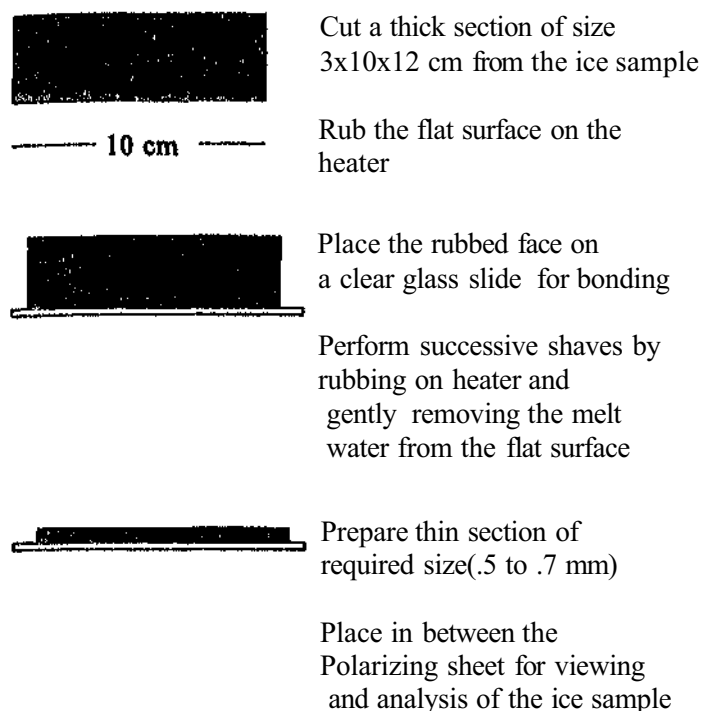 Cut a thick section of size
3x10x12 cm from the ice sample
Rub the flat surface on the
heater
10 cm
Place the rubbed face on
a clear glass slide for bonding
Perform successive shaves by
rubbing on heater and
gently removing the melt
water from the flat surface
Prepare thin section of
required size(.5 to .7 mm)
Place in between the
Polarizing sheet for viewing
and analysis of the ice sample